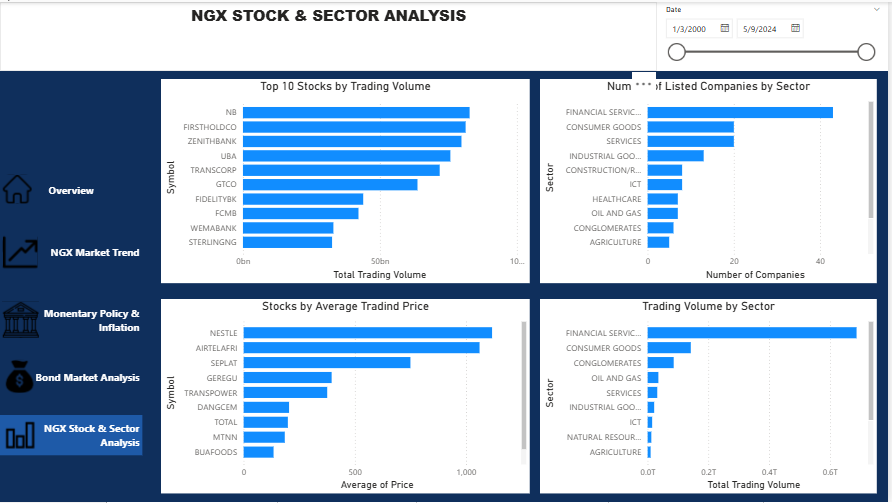 NGX STOCK & SECTOR ANALYSIS
Date
1/3/2000
5/9/2024
Overview
NGX Market Trend
Monentary Policy &
Inflation
Bond Market Analysis
NGX Stock & Sector
Analysis
Top 10 Stocks by Trading Volume
Symbol
NB
FIRSTHOLDCO
ZENITHBANK
UBA
TRANSCORP
GTCO
FIDELITYBK
FCMB
WEMABANK
STERLINGNG
0bn 50bn 10...
Total Trading Volume
Num of Listed Companies by Sector
Sector
FINANCIAL SERVIC...
CONSUMER GOODS
SERVICES
INDUSTRIAL GOO...
CONSTRUCTION/R...
ICT
HEALTHCARE
OIL AND GAS
CONGLOMERATES
AGRICULTURE
0 20 40
Number of Companies
Stocks by Average Tradind Price
Symbol
NESTLE
AIRTELAFRI
SEPLAT
GEREGU
TRANSPOWER
DANGCEM
TOTAL
MTNN
BUAFOODS
0 500 1,000
Average of Price
Trading Volume by Sector
Sector
FINANCIAL SERVIC...
CONSUMER GOODS
CONGLOMERATES
OIL AND GAS
SERVICES
INDUSTRIAL GOO...
ICT
NATURAL RESOUR...
AGRICULTURE
0.0T 0.2T 0.4T 0.6T
Total Trading Volume